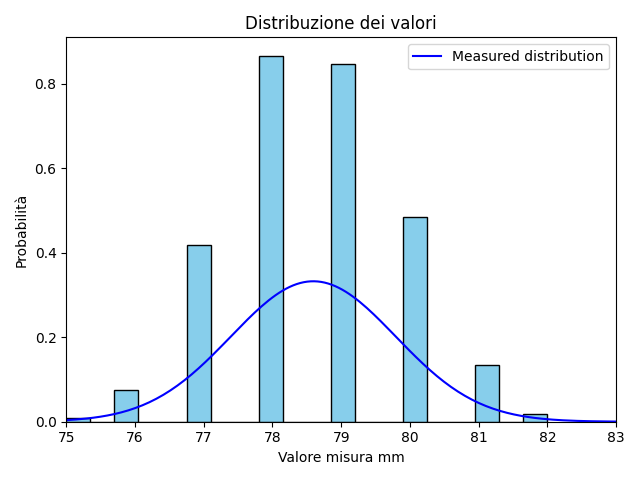 Distribuzione dei valori
Measured distribution
Probabilità
0.8
0.6
0.4
0.2
0.0
75 76 77 78 79 80 81 82 83
Valore misura mm